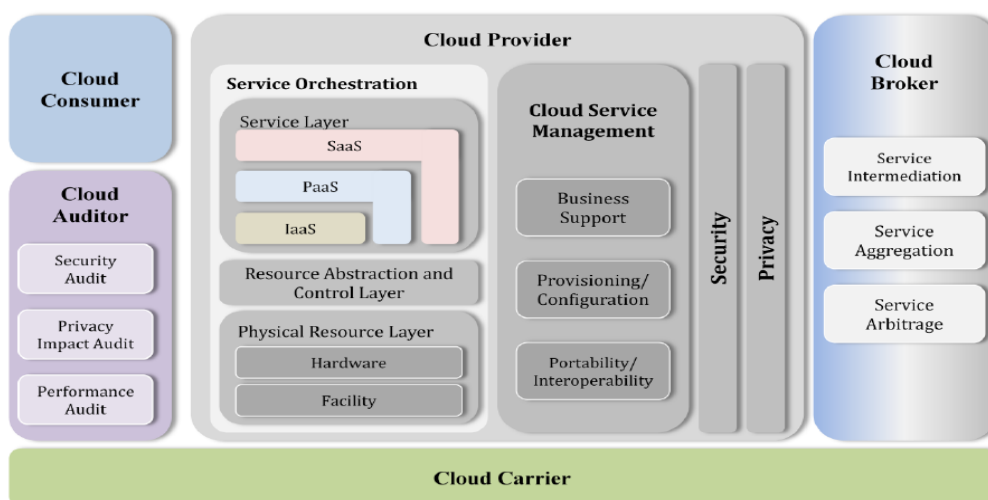 Cloud
Consumer
Cloud
Auditor
Security
Audit
Privacy
Impact Audit
Performance
Audit
Cloud Provider
Service Orchestration
Service Layer
SaaS
PaaS
IaaS
Resource Abstraction and
Control Layer
Physical Resource Layer
Hardware
Facility
Cloud Service
Management
Business
Support
Provisioning/
Configuration
Portability/
Interoperability
Security
Privacy
Cloud
Broker
Service
Intermediation
Service
Aggregation
Service
Arbitrage
Cloud Carrier